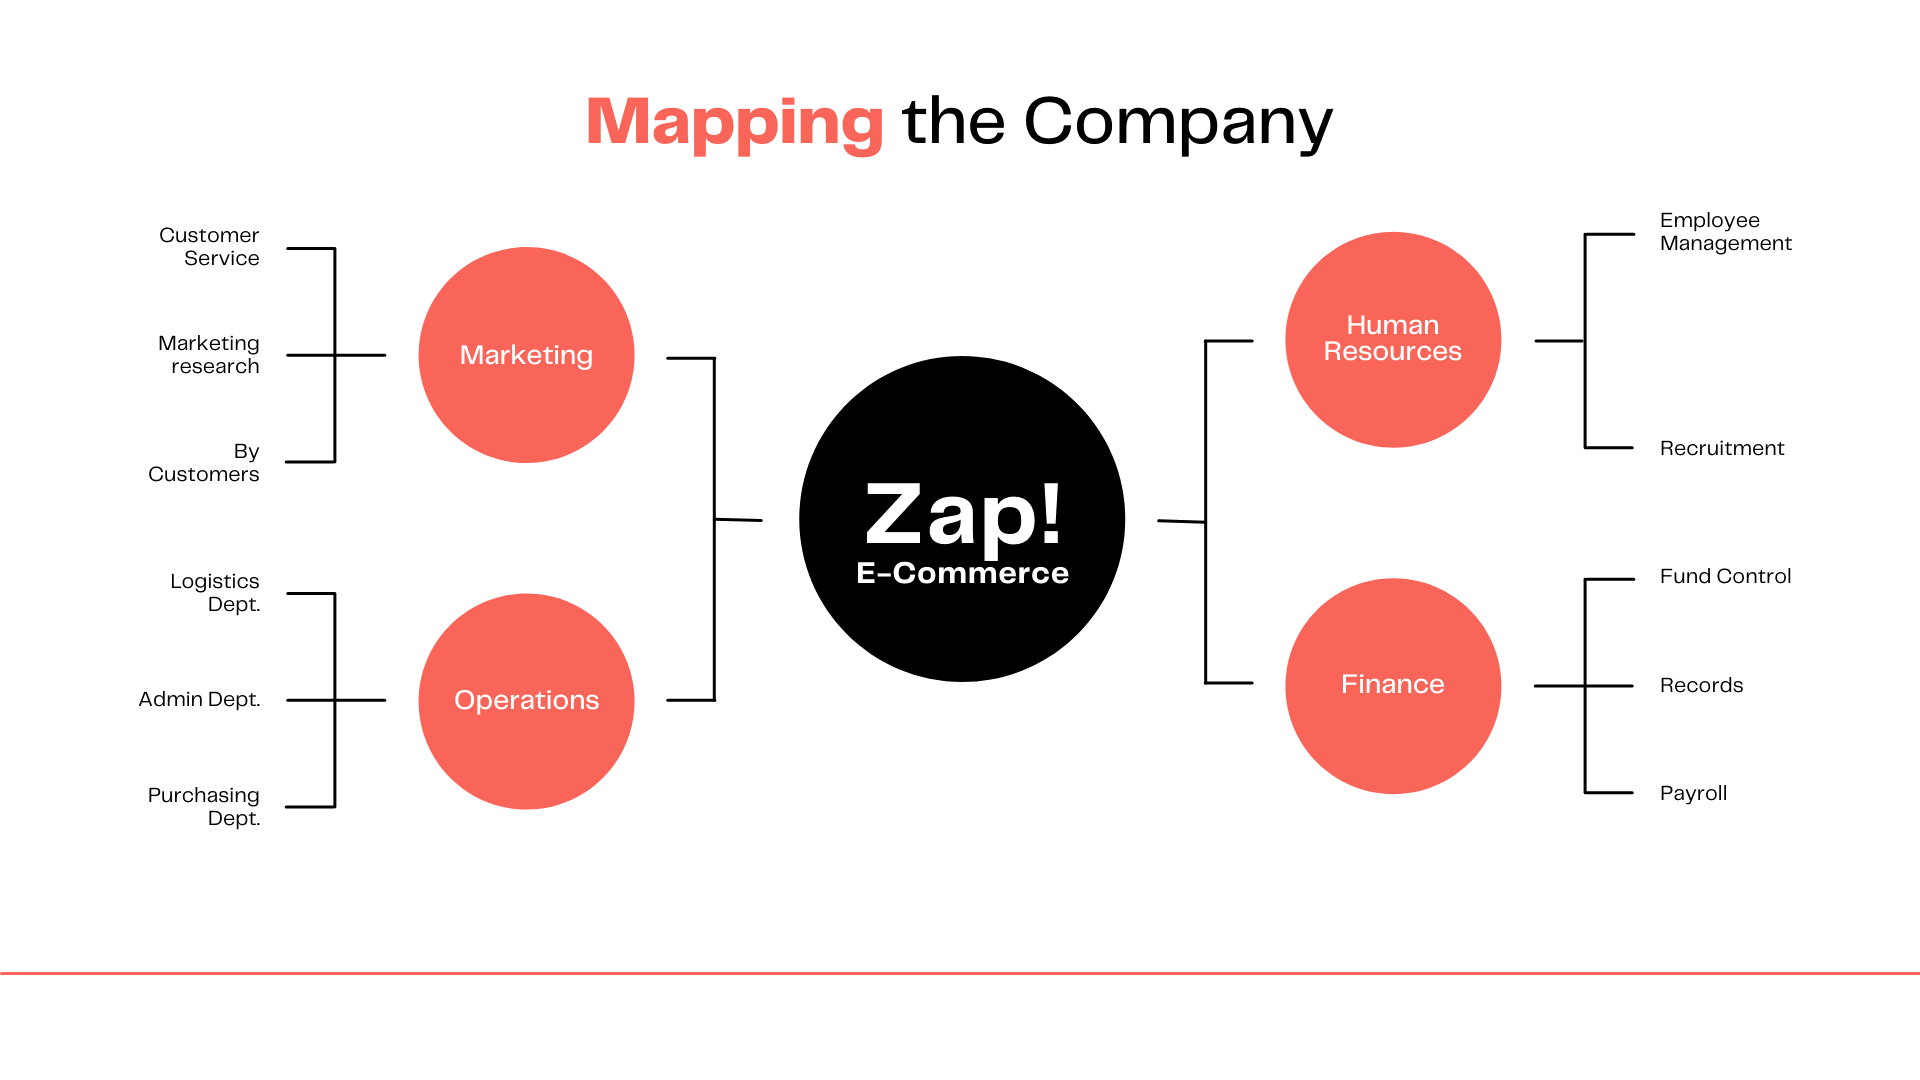 Mapping the Company
Customer
Service
Marketing
research
By
Customers
Marketing
Logistics
Dept.
Admin Dept.
Purchasing
Dept.
Operations
Zap!
E-Commerce
Human
Resources
Employee
Management
Recruitment
Finance
Fund Control
Records
Payroll